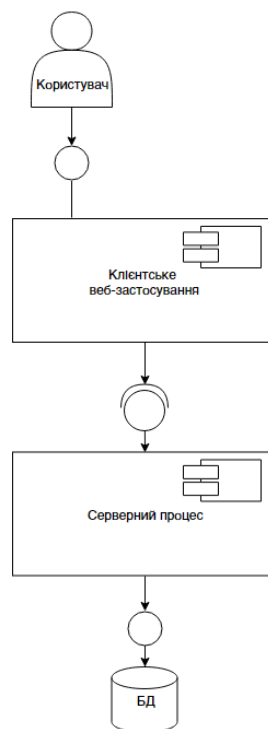 Користувач
Клієнтське
веб-застосування
Серверний процес
БД